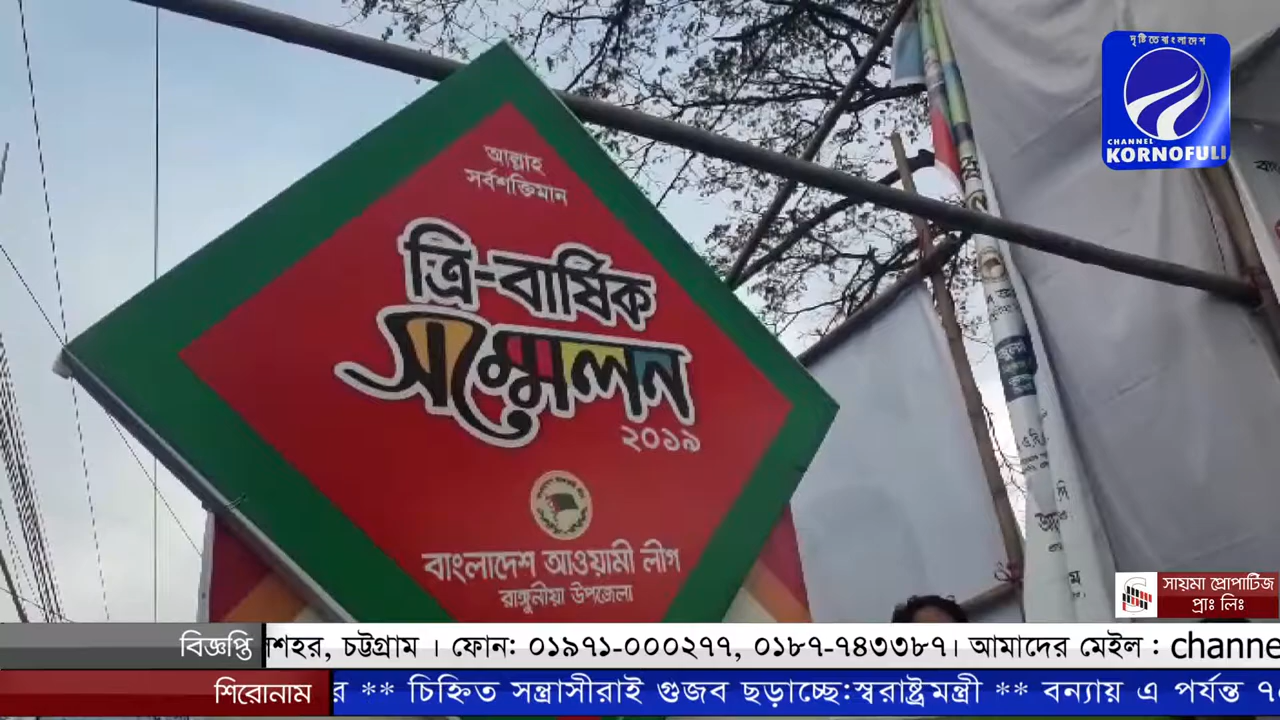 দৃষ্টিতে বাংলাদেশ
CHANNEL
KORNOFULI
আল্লাহ
সর্বশক্তিমান
ত্রি-বার্ষিক
সম্মেলন
২০১৯
বাংলাদেশ আওয়ামী লীগ
রাঙ্গুনীয়া উপজেলা
সায়মা প্রোপার্টিজ
প্রাঃ লিঃ
বিজ্ঞপ্তি শহর, চট্টগ্রাম । ফোন: ০১৯৭১-০০০২৭৭, ০১৮৭-৭৪৩৩৮৭। আমাদের মেইল : channe
শিরোনাম র ** চিহ্নিত সন্ত্রাসীরাই গুজব ছড়াচ্ছে:স্বরাষ্ট্রমন্ত্রী ** বন্যায় এ পর্যন্ত ৭